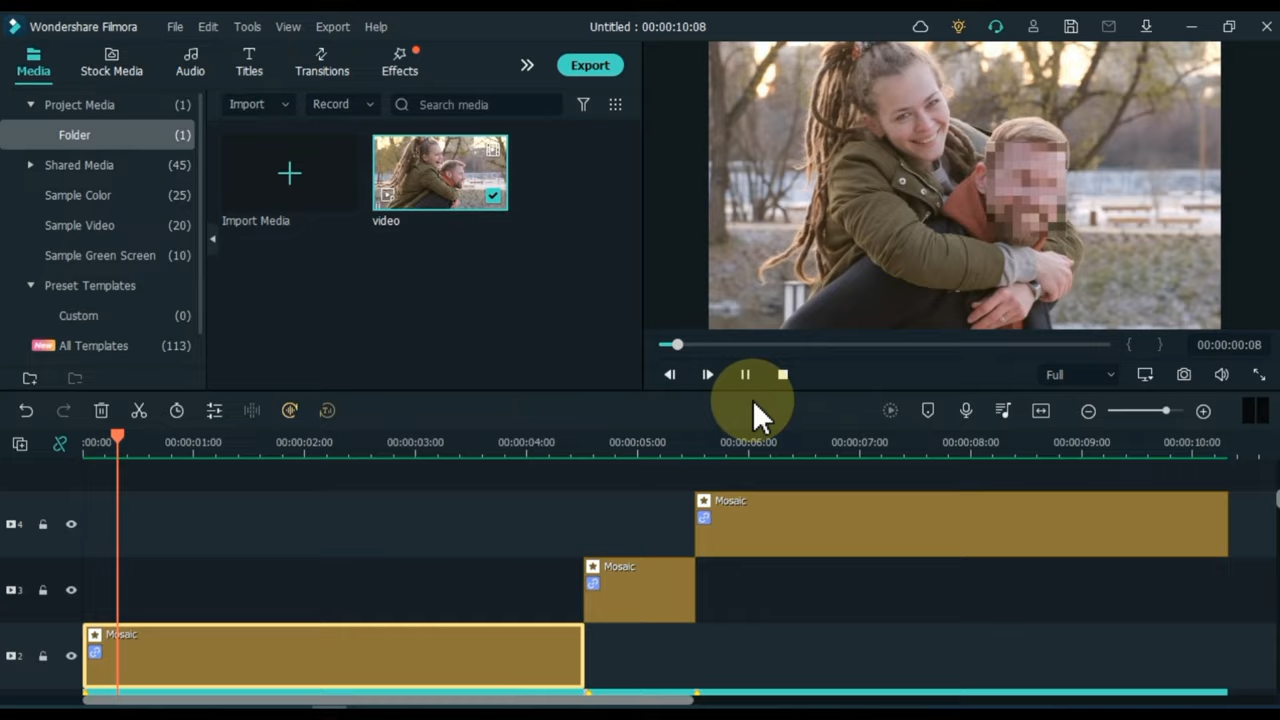 Wondershare Filmora File Edit Tools View Export Help Untitled : 00:00:10:08
Media Stock Media Audio Titles Transitions Effects Export
Project Media (1)
Folder (1)
Shared Media (45)
Sample Color (25)
Sample Video (20)
Sample Green Screen (10)
Preset Templates
Custom (0)
New All Templates (113)
Import Record Search media
Import Media
video
00:00:00:08
Full
:00:00 00:00:01:00 00:00:02:00 00:00:03:00 00:00:04:00 00:00:05:00 00:00:06:00 00:00:07:00 00:00:08:00 00:00:09:00 00:00:10:00
4 Mosaic
3 Mosaic
2 Mosaic